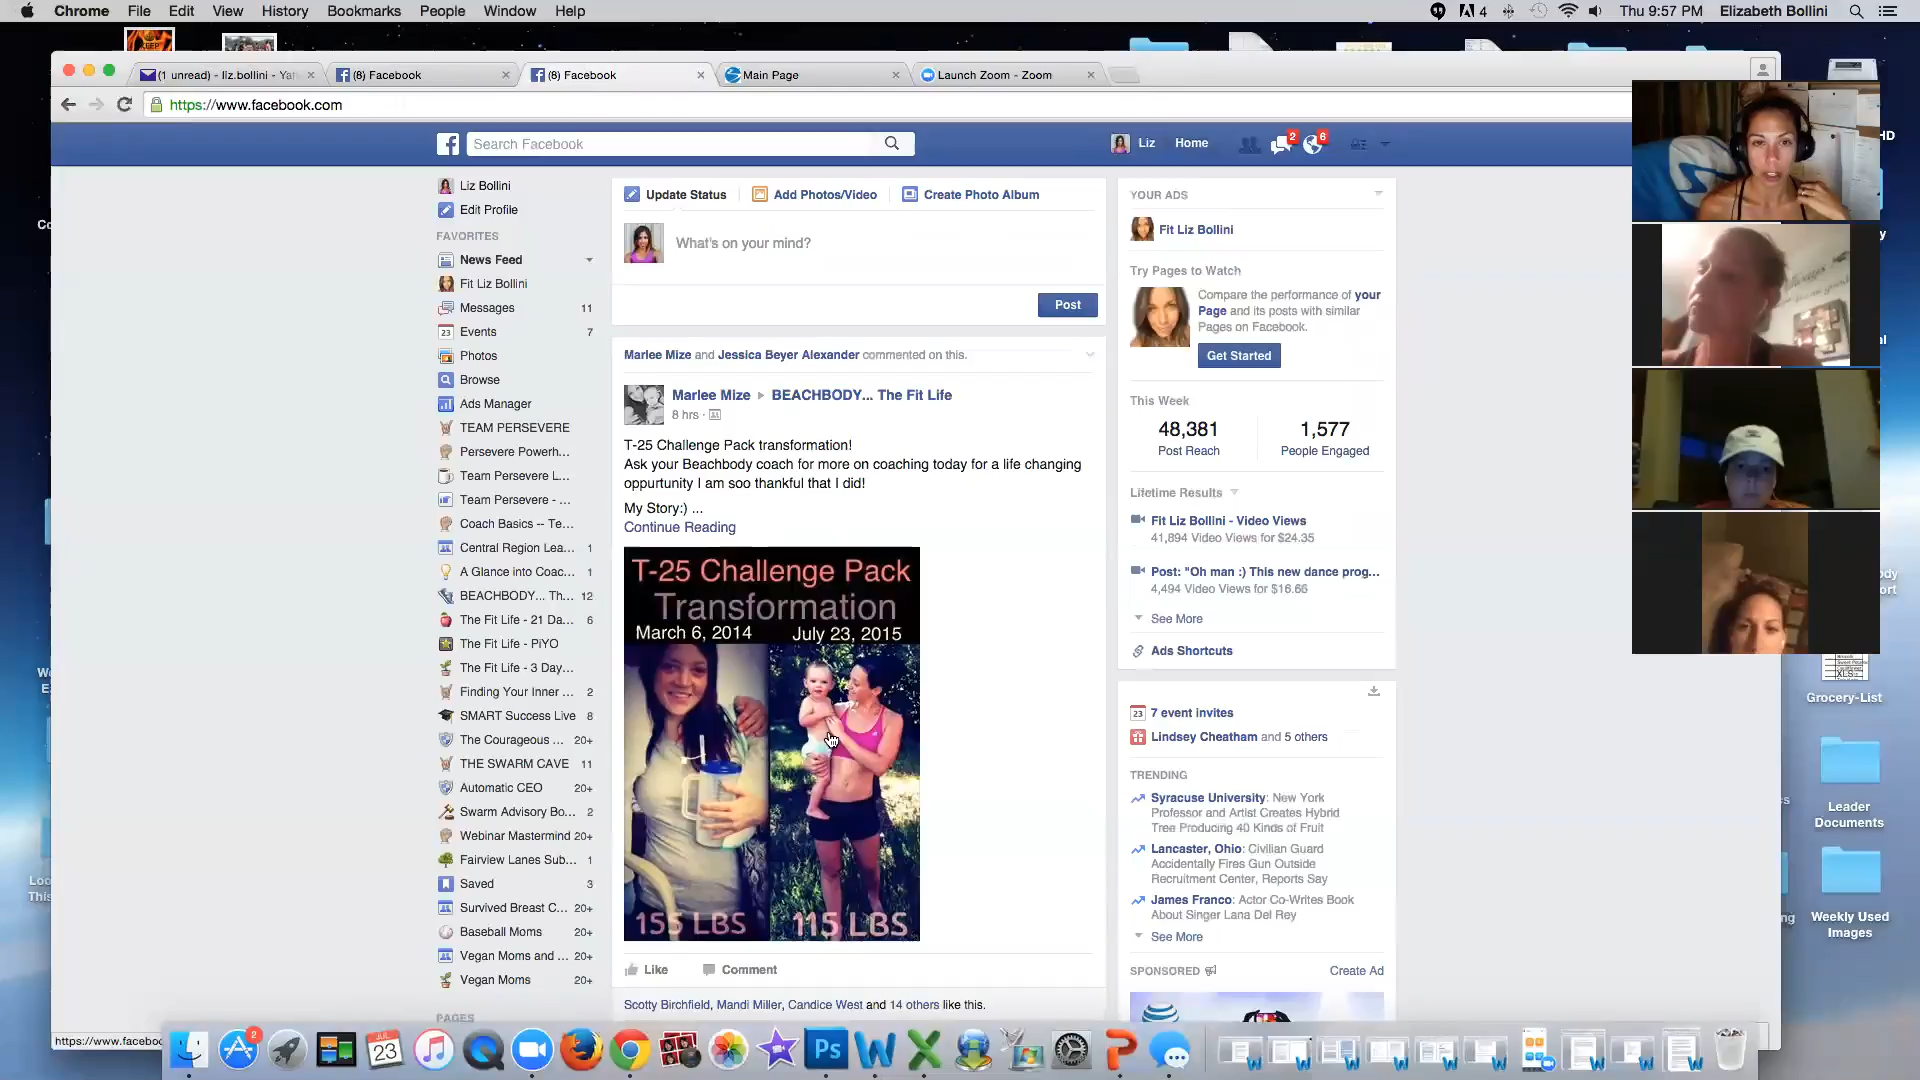 Chrome File Edit View History Bookmarks People Window Help
4 Thu 9:57 PM Elizabeth Bollini
(1 unread) - liz.bollini - Yah
(8) Facebook
(8) Facebook
Main Page
Launch Zoom - Zoom
https://www.facebook.com
Search Facebook
Liz Home 2 6
Liz Bollini
Edit Profile
FAVORITES
News Feed
Fit Liz Bollini
Messages 11
Events 7
Photos
Browse
Ads Manager
TEAM PERSEVERE
Persevere Powerh...
Team Persevere L...
Team Persevere - ...
Coach Basics -- Te...
Central Region Lea... 1
A Glance into Coac... 1
BEACHBODY... Th... 12
The Fit Life - 21 Da... 6
The Fit Life - PiYO
The Fit Life - 3 Day...
Finding Your Inner ... 2
SMART Success Live 8
The Courageous ... 20+
THE SWARM CAVE 11
Automatic CEO 20+
Swarm Advisory Bo... 2
Webinar Mastermind 20+
Fairview Lanes Sub... 1
Saved 3
Survived Breast C... 20+
Baseball Moms 20+
Vegan Moms and ... 20+
Vegan Moms 20+
PAGES
https://www.facebo
Update Status Add Photos/Video Create Photo Album
What's on your mind?
Post
Marlee Mize and Jessica Beyer Alexander commented on this.
Marlee Mize ▸ BEACHBODY... The Fit Life
8 hrs ·
T-25 Challenge Pack transformation!
Ask your Beachbody coach for more on coaching today for a life changing
oppurtunity I am soo thankful that I did!
My Story:) ...
Continue Reading
T-25 Challenge Pack
Transformation
March 6, 2014 July 23, 2015
155 LBS 115 LBS
Like Comment
Scotty Birchfield, Mandi Miller, Candice West and 14 others like this.
YOUR ADS
Fit Liz Bollini
Try Pages to Watch
Compare the performance of your
Page and its posts with similar
Pages on Facebook.
Get Started
This Week
48,381 1,577
Post Reach People Engaged
Lifetime Results
Fit Liz Bollini - Video Views
41,894 Video Views for $24.35
Post: "Oh man :) This new dance prog...
4,494 Video Views for $16.66
See More
Ads Shortcuts
7 event invites
Lindsey Cheatham and 5 others
TRENDING
Syracuse University: New York
Professor and Artist Creates Hybrid
Tree Producing 40 Kinds of Fruit
Lancaster, Ohio: Civilian Guard
Accidentally Fires Gun Outside
Recruitment Center, Reports Say
James Franco: Actor Co-Writes Book
About Singer Lana Del Rey
See More
SPONSORED Create Ad
Grocery-List
Leader
Documents
Weekly Used
Images